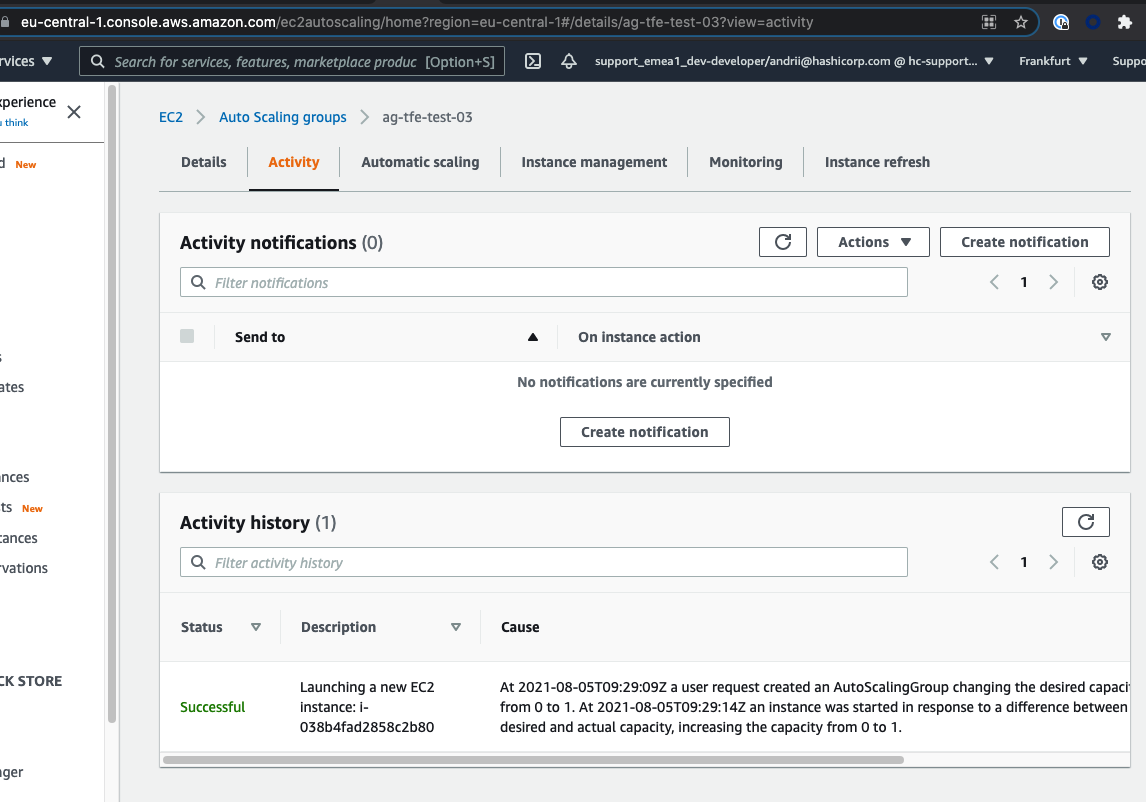 eu-central-1.console.aws.amazon.com/ec2autoscaling/home?region=eu-central-1#/details/ag-tfe-test-03?view=activity
rvices ▼ Search for services, features, marketplace produc [Option+S] support_emea1_dev-developer/andrii@hashicorp.com @ hc-support... ▼ Frankfurt ▼ Suppo
xperience
u think
d New
s
ates
nces
ts New
tances
rvations
CK STORE
ager
EC2 > Auto Scaling groups > ag-tfe-test-03
Details Activity Automatic scaling Instance management Monitoring Instance refresh
Activity notifications (0) Actions ▼ Create notification
Filter notifications < 1 >
Send to ▲ On instance action
No notifications are currently specified
Create notification
Activity history (1)
Filter activity history < 1 >
Status Description Cause
Successful
Launching a new EC2
instance: i-
038b4fad2858c2b80
At 2021-08-05T09:29:09Z a user request created an AutoScalingGroup changing the desired capaci
from 0 to 1. At 2021-08-05T09:29:14Z an instance was started in response to a difference between
desired and actual capacity, increasing the capacity from 0 to 1.